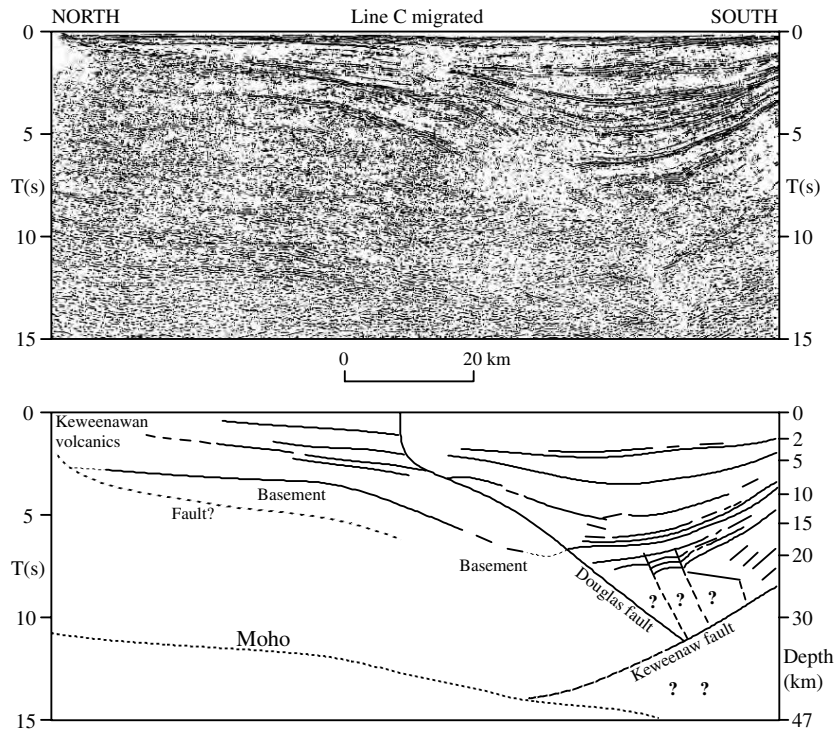 NORTH Line C migrated SOUTH
0 0
5 5
T(s) T(s)
10 10
15 15
0 20 km
0 0
Keweenawan
volcanics
2
5
Basement
10
Fault?
5
15
Basement
20
T(s)
Douglas fault
? ? ?
10 30
Moho
Keweenaw fault
Depth
(km)
? ?
15 47